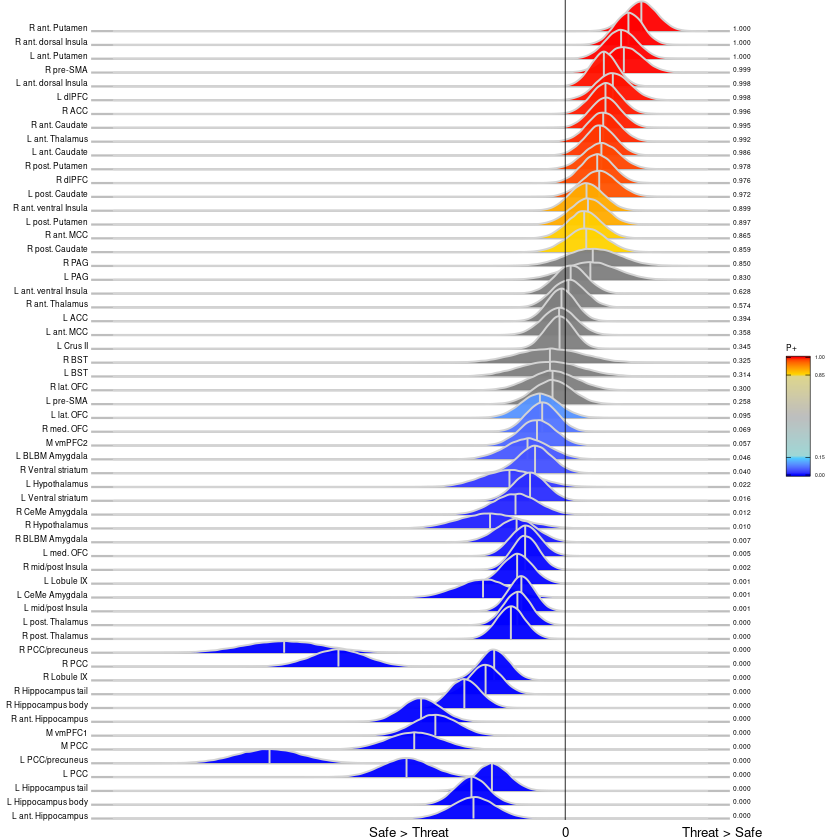 R ant. Putamen 1.000
R ant. dorsal Insula 1.000
L ant. Putamen 1.000
R pre-SMA 0.999
L ant. dorsal Insula 0.998
L dlPFC 0.998
R ACC 0.996
R ant. Caudate 0.995
L ant. Thalamus 0.992
L ant. Caudate 0.986
R post. Putamen 0.978
R dlPFC 0.976
L post. Caudate 0.972
R ant. ventral Insula 0.899
L post. Putamen 0.897
R ant. MCC 0.865
R post. Caudate 0.859
R PAG 0.850
L PAG 0.830
L ant. ventral Insula 0.628
R ant. Thalamus 0.574
L ACC 0.394
L ant. MCC 0.358
L Crus II 0.345
P+
R BST 0.325
1.00
L BST 0.314
0.85
R lat. OFC 0.300
L pre-SMA 0.258
L lat. OFC 0.095
R med. OFC 0.069
M vmPFC2 0.057
L BLBM Amygdala 0.046
0.15
R Ventral striatum 0.040
0.00
L Hypothalamus 0.022
L Ventral striatum 0.016
R CeMe Amygdala 0.012
R Hypothalamus 0.010
R BLBM Amygdala 0.007
L med. OFC 0.005
R mid/post Insula 0.002
L Lobule IX 0.001
L CeMe Amygdala 0.001
L mid/post Insula 0.001
L post. Thalamus 0.000
R post. Thalamus 0.000
R PCC/precuneus 0.000
R PCC 0.000
R Lobule IX 0.000
R Hippocampus tail 0.000
R Hippocampus body 0.000
R ant. Hippocampus 0.000
M vmPFC1 0.000
M PCC 0.000
L PCC/precuneus 0.000
L PCC 0.000
L Hippocampus tail 0.000
L Hippocampus body 0.000
L ant. Hippocampus 0.000
Safe > Threat 0 Threat > Safe